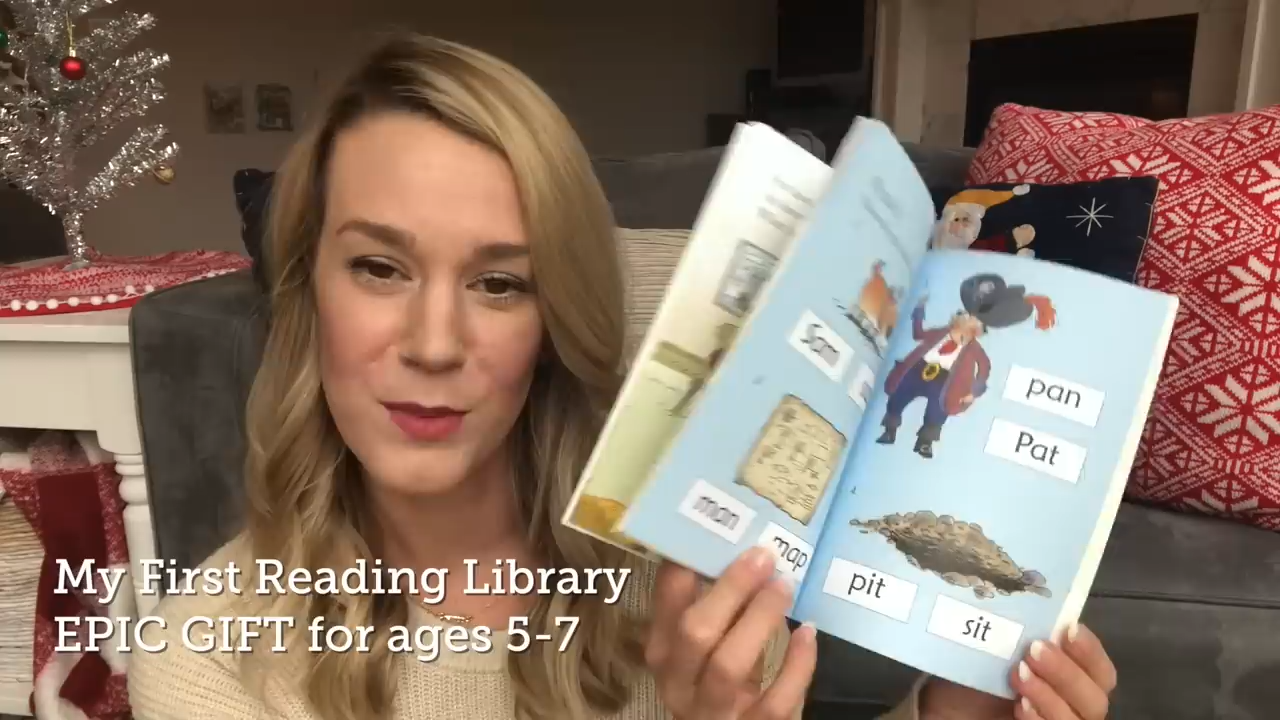 Sam
man
map
pan
Pat
pit
sit
My First Reading Library
EPIC GIFT for ages 5-7